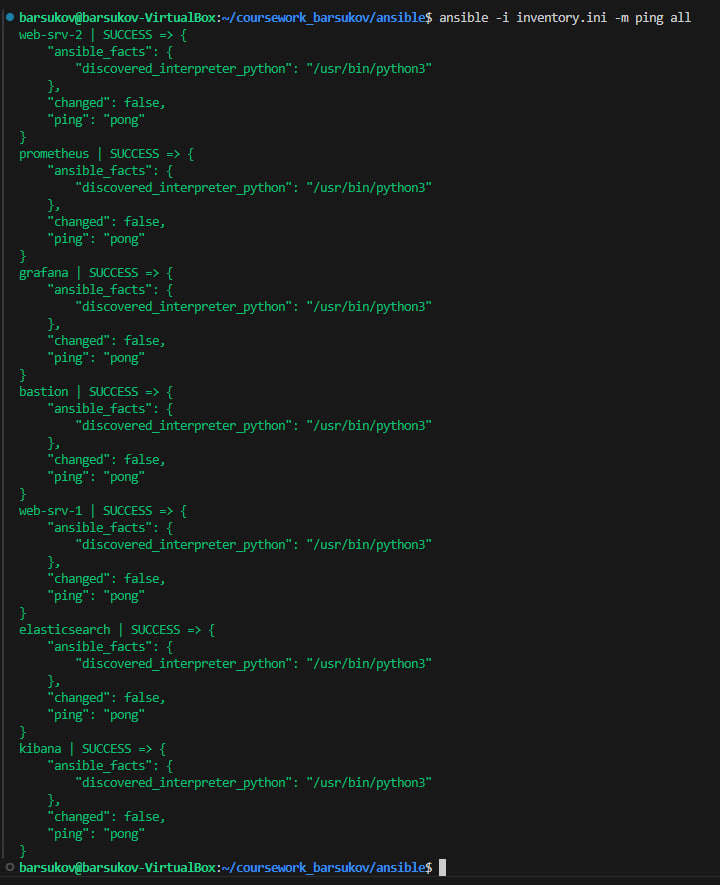 barsukov@barsukov-VirtualBox:~/coursework_barsukov/ansible$ ansible -i inventory.ini -m ping all
web-srv-2 | SUCCESS => {
    "ansible_facts": {
        "discovered_interpreter_python": "/usr/bin/python3"
    },
    "changed": false,
    "ping": "pong"
}
prometheus | SUCCESS => {
    "ansible_facts": {
        "discovered_interpreter_python": "/usr/bin/python3"
    },
    "changed": false,
    "ping": "pong"
}
grafana | SUCCESS => {
    "ansible_facts": {
        "discovered_interpreter_python": "/usr/bin/python3"
    },
    "changed": false,
    "ping": "pong"
}
bastion | SUCCESS => {
    "ansible_facts": {
        "discovered_interpreter_python": "/usr/bin/python3"
    },
    "changed": false,
    "ping": "pong"
}
web-srv-1 | SUCCESS => {
    "ansible_facts": {
        "discovered_interpreter_python": "/usr/bin/python3"
    },
    "changed": false,
    "ping": "pong"
}
elasticsearch | SUCCESS => {
    "ansible_facts": {
        "discovered_interpreter_python": "/usr/bin/python3"
    },
    "changed": false,
    "ping": "pong"
}
kibana | SUCCESS => {
    "ansible_facts": {
        "discovered_interpreter_python": "/usr/bin/python3"
    },
    "changed": false,
    "ping": "pong"
}
barsukov@barsukov-VirtualBox:~/coursework_barsukov/ansible$